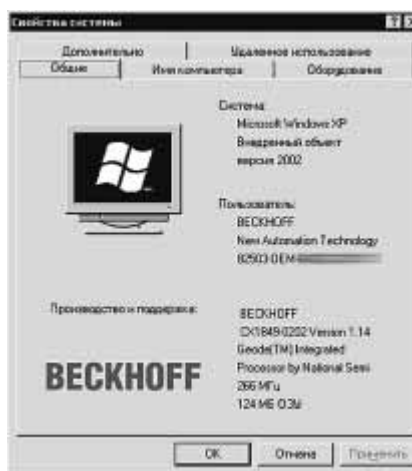 Свойства системы
Дополнительно
Удаленное использование
Общие
Имя компьютера
Оборудование
Система:
Microsoft Windows XP
Внедренный объект
версия 2002
Пользователь:
BECKHOFF
New Automation Technology
82503-OEM-
Производство и поддержка:
BECKHOFF
CX1849-0202 Version 1.14
Geode(TM) Integrated
Processor by National Semi
266 МГц
124 МБ ОЗУ
BECKHOFF
OK
Отмена
Применить